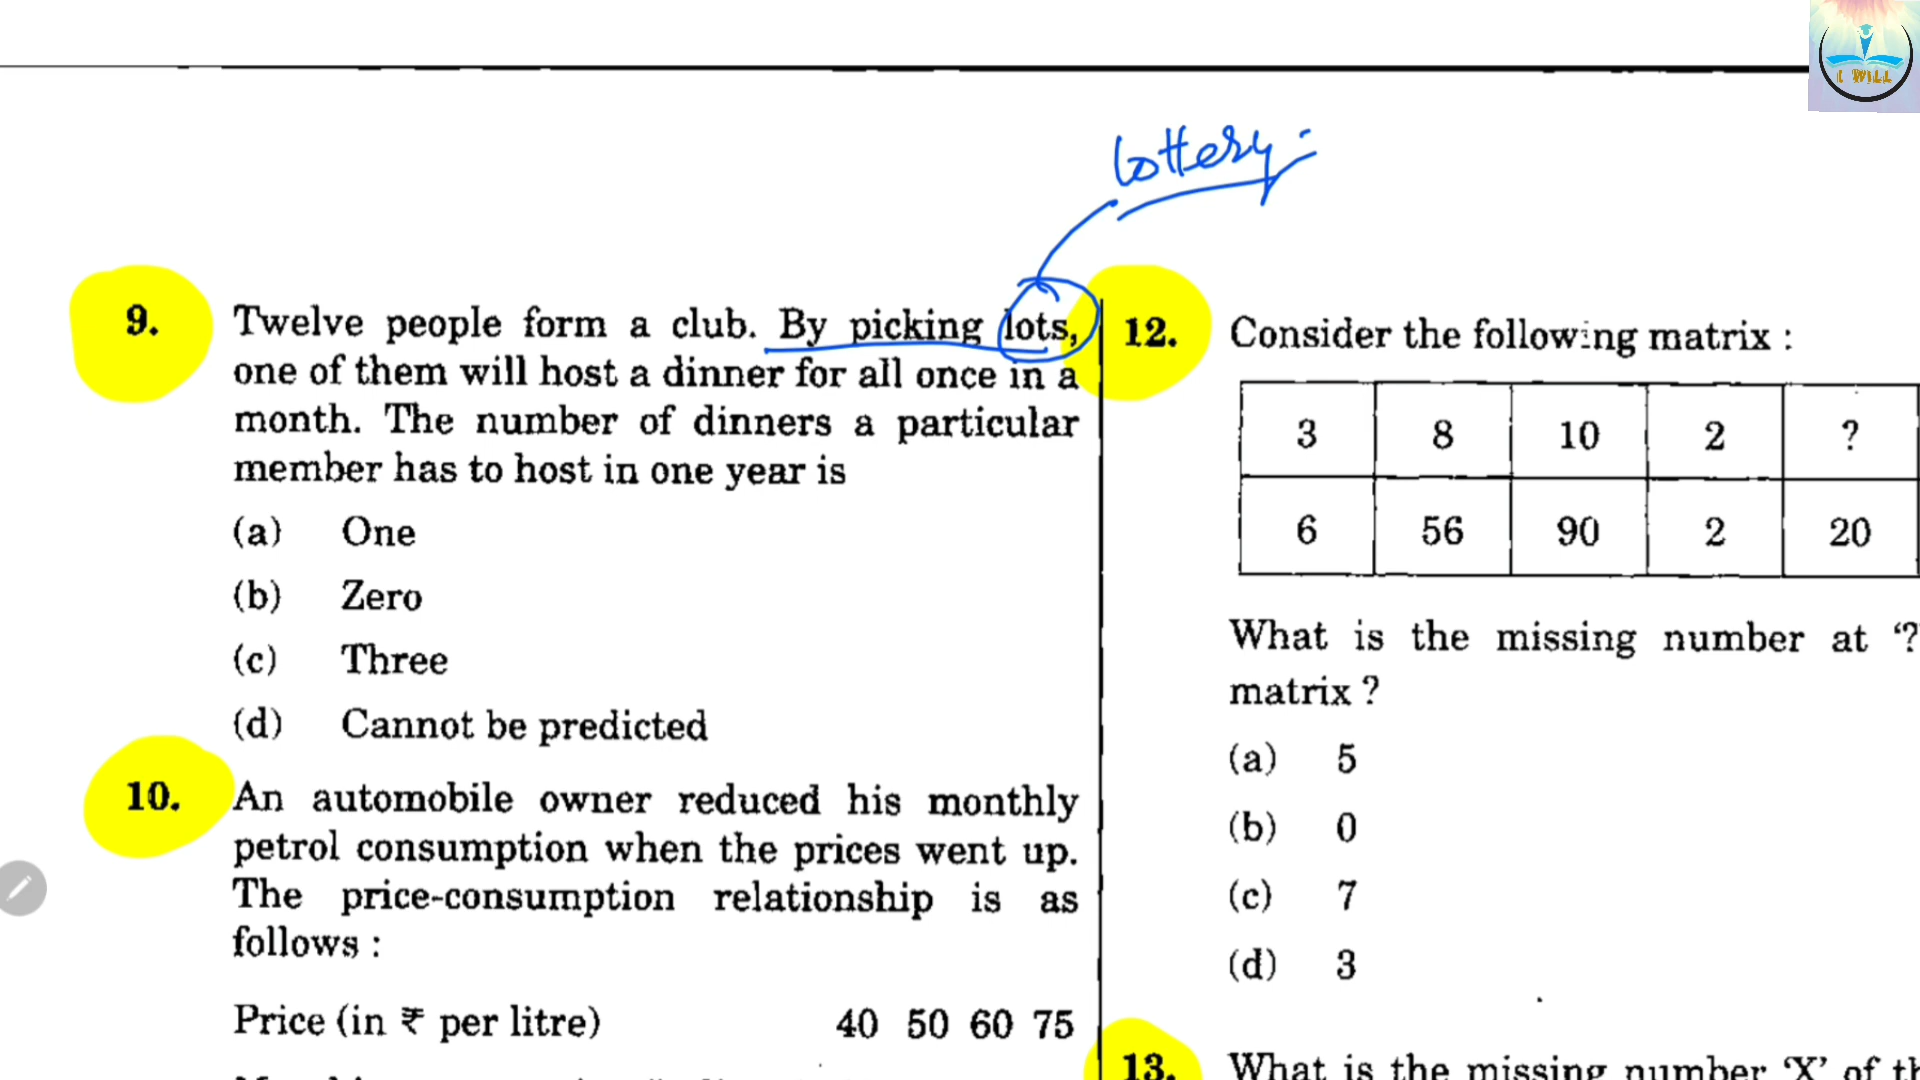 I WILL
lottery
9. Twelve people form a club. By picking lots,
one of them will host a dinner for all once in a
month. The number of dinners a particular
member has to host in one year is
(a) One
(b) Zero
(c) Three
(d) Cannot be predicted
10. An automobile owner reduced his monthly
petrol consumption when the prices went up.
The price-consumption relationship is as
follows :
Price (in ₹ per litre) 40 50 60 75
12. Consider the following matrix :
3 8 10 2 ?
6 56 90 2 20
What is the missing number at ‘?
matrix ?
(a) 5
(b) 0
(c) 7
(d) 3
13. What is the missing number ‘X’ of